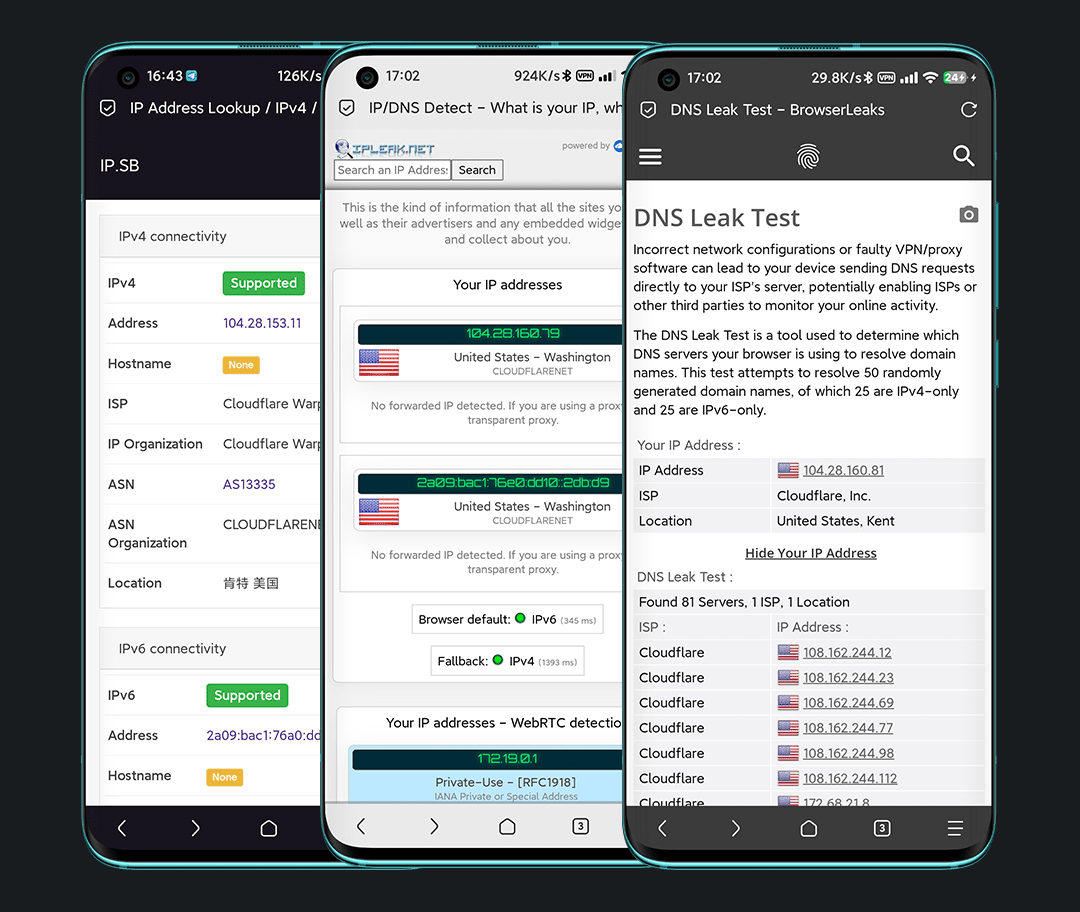 16:43 126K/s
IP Address Lookup / IPv4 /
IP.SB
IPv4 connectivity
IPv4 Supported
Address 104.28.153.11
Hostname None
ISP Cloudflare Warp
IP Organization Cloudflare Warp
ASN AS13335
ASN Organization CLOUDFLARENE
Location 肯特 美国
IPv6 connectivity
IPv6 Supported
Address 2a09:bac1:76a0:dd
Hostname None
17:02 924K/s VPN
IP/DNS Detect – What is your IP, wh
IPLEAK.NET
powered by
Search an IP Address Search
This is the kind of information that all the sites yo
well as their advertisers and any embedded widge
and collect about you.
Your IP addresses
104.28.160.79
United States – Washington
CLOUDFLARENET
No forwarded IP detected. If you are using a prox
transparent proxy.
2a09:bac1:76e0:dd10::2db:d9
United States – Washington
CLOUDFLARENET
No forwarded IP detected. If you are using a prox
transparent proxy.
Browser default: IPv6 (345 ms)
Fallback: IPv4 (1393 ms)
Your IP addresses – WebRTC detectio
172.19.0.1
Private-Use – [RFC1918]
IANA Private or Special Address
3
17:02 29.8K/s VPN 24
DNS Leak Test – BrowserLeaks
DNS Leak Test
Incorrect network configurations or faulty VPN/proxy
software can lead to your device sending DNS requests
directly to your ISP's server, potentially enabling ISPs or
other third parties to monitor your online activity.
The DNS Leak Test is a tool used to determine which
DNS servers your browser is using to resolve domain
names. This test attempts to resolve 50 randomly
generated domain names, of which 25 are IPv4-only
and 25 are IPv6-only.
Your IP Address :
IP Address 104.28.160.81
ISP Cloudflare, Inc.
Location United States, Kent
Hide Your IP Address
DNS Leak Test :
Found 81 Servers, 1 ISP, 1 Location
ISP : IP Address :
Cloudflare 108.162.244.12
Cloudflare 108.162.244.23
Cloudflare 108.162.244.69
Cloudflare 108.162.244.77
Cloudflare 108.162.244.98
Cloudflare 108.162.244.112
Cloudflare 172.68.21.8
3